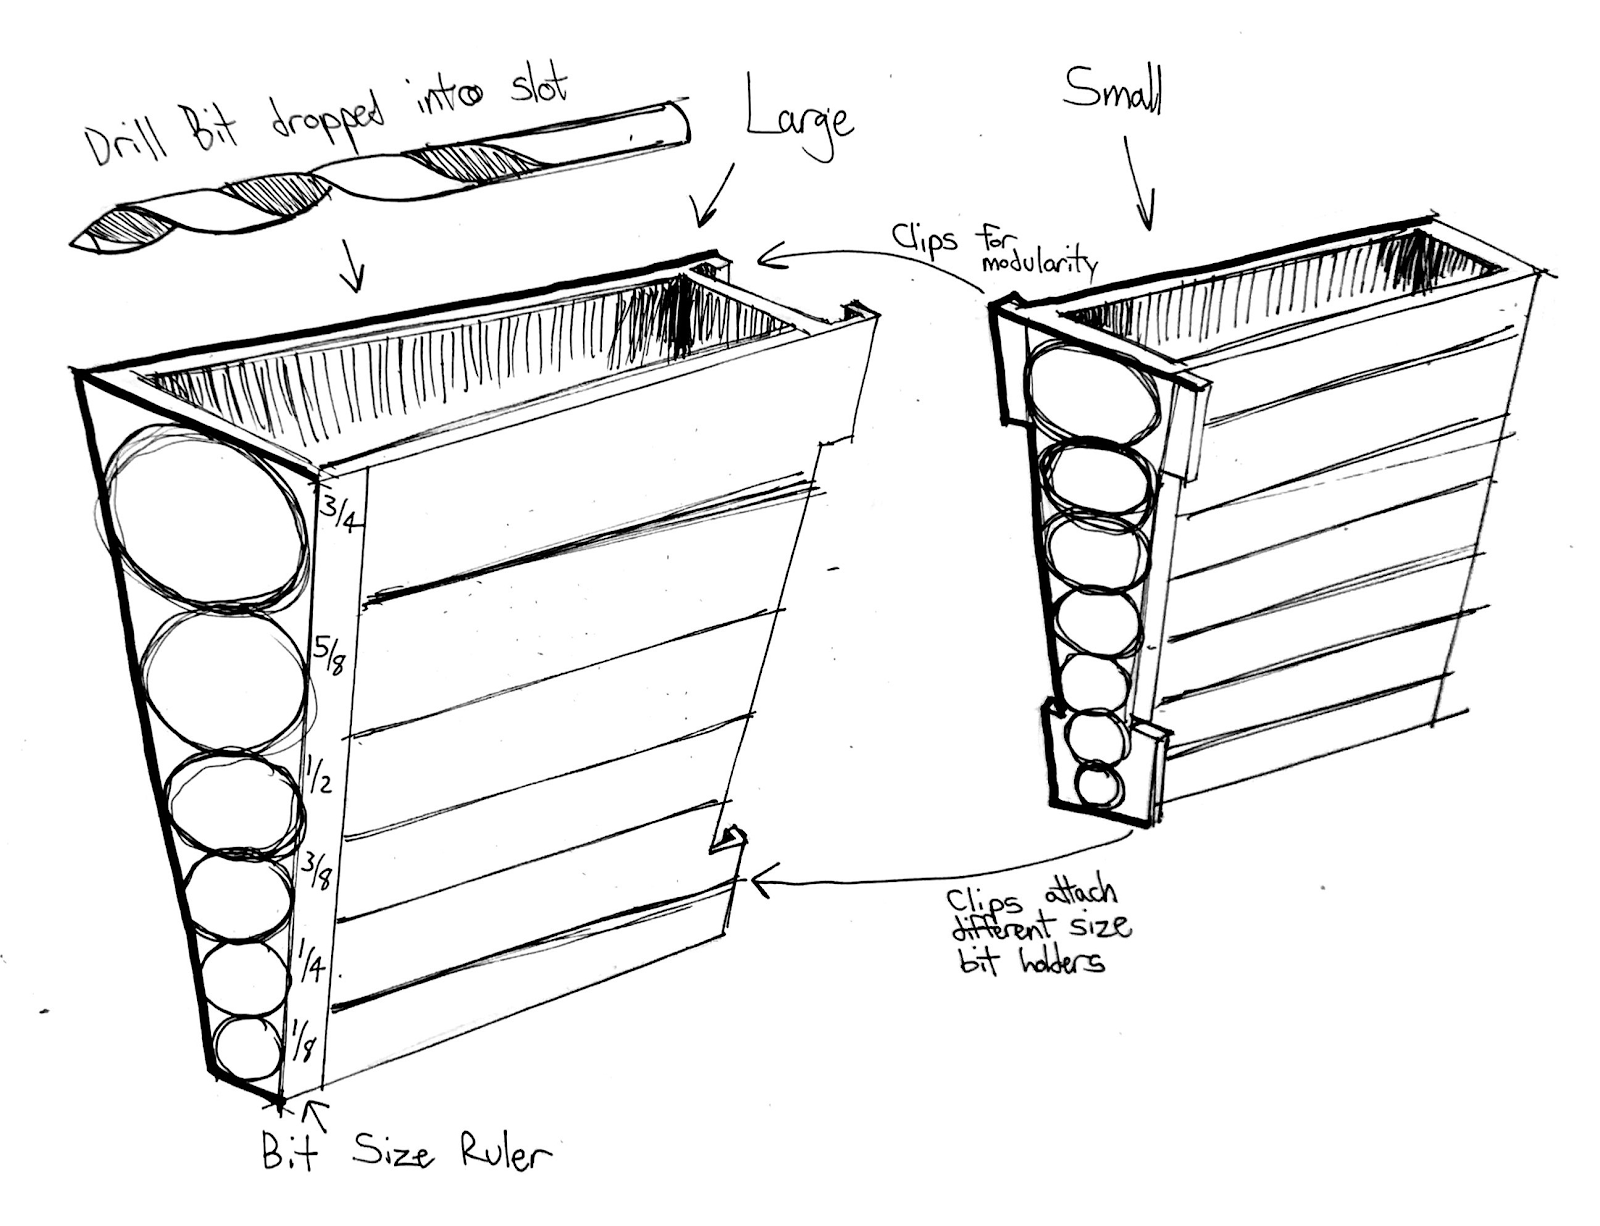 Drill Bit dropped into slot
Large
Small
Clips for
modularity
3/4
5/8
1/2
3/8
1/4
1/8
Clips attach
different size
bit holders
Bit Size Ruler